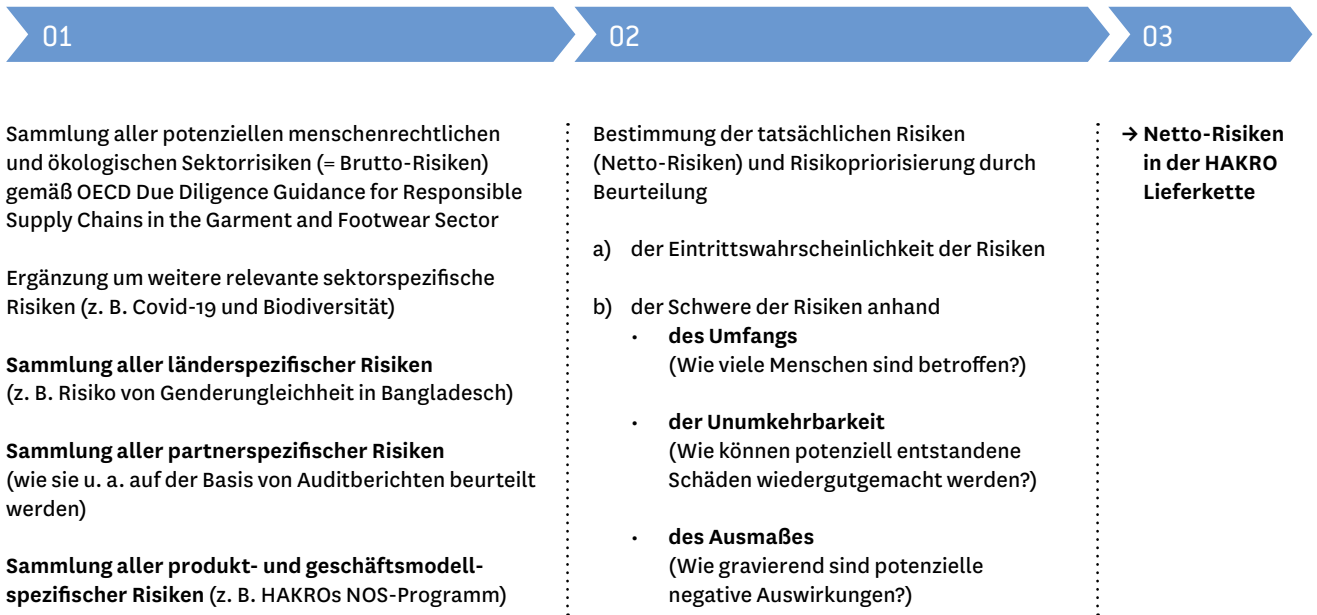 01
Sammlung aller potenziellen menschenrechtlichen
und ökologischen Sektorrisiken (= Brutto-Risiken)
gemäß OECD Due Diligence Guidance for Responsible
Supply Chains in the Garment and Footwear Sector
Ergänzung um weitere relevante sektorspezifische
Risiken (z. B. Covid-19 und Biodiversität)
Sammlung aller länderspezifischer Risiken
(z. B. Risiko von Genderungleichheit in Bangladesch)
Sammlung aller partnerspezifischer Risiken
(wie sie u. a. auf der Basis von Auditberichten beurteilt
werden)
Sammlung aller produkt- und geschäftsmodell-
spezifischer Risiken (z. B. HAKROs NOS-Programm)
02
Bestimmung der tatsächlichen Risiken
(Netto-Risiken) und Risikopriorisierung durch
Beurteilung
a) der Eintrittswahrscheinlichkeit der Risiken
b) der Schwere der Risiken anhand
• des Umfangs
(Wie viele Menschen sind betroffen?)
• der Unumkehrbarkeit
(Wie können potenziell entstandene
Schäden wiedergutgemacht werden?)
• des Ausmaßes
(Wie gravierend sind potenzielle
negative Auswirkungen?)
03
→ Netto-Risiken
in der HAKRO
Lieferkette